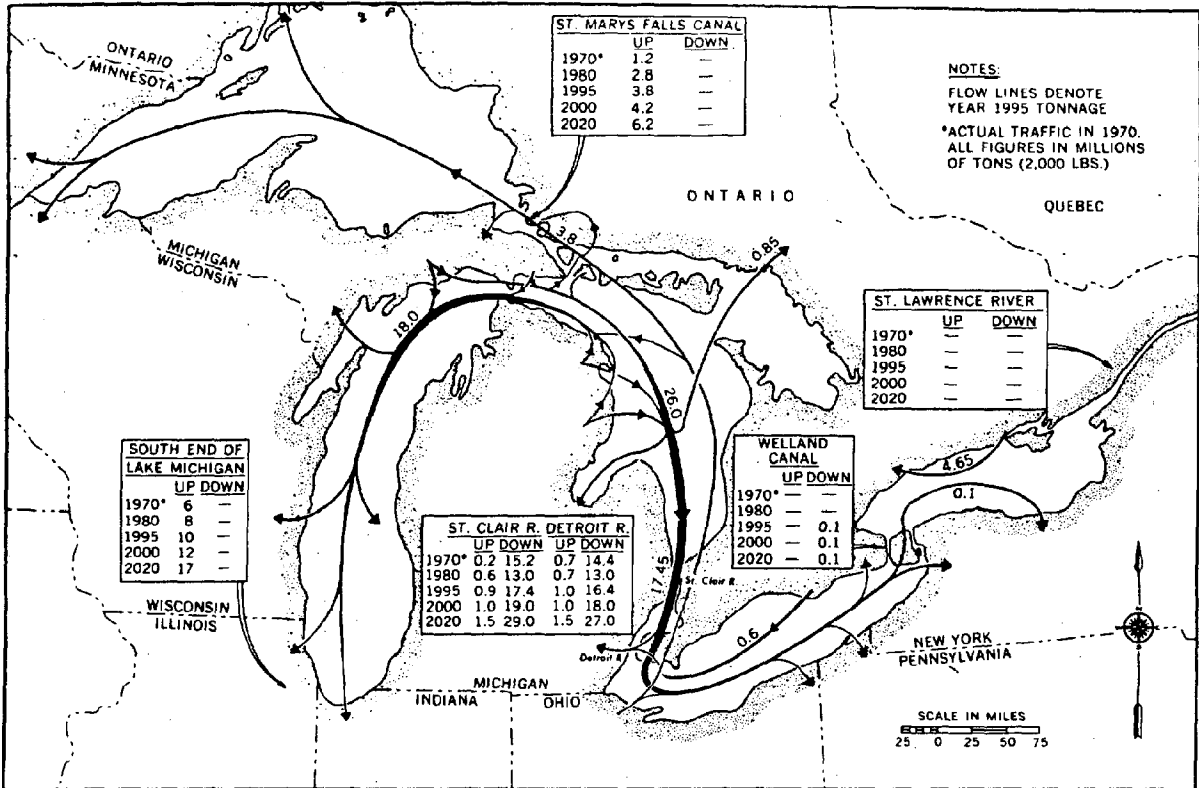 ST. MARYS FALLS CANAL
UP DOWN
1970* 1.2 —
1980 2.8 —
1995 3.8 —
2000 4.2 —
2020 6.2 —
NOTES:
FLOW LINES DENOTE
YEAR 1995 TONNAGE
*ACTUAL TRAFFIC IN 1970.
ALL FIGURES IN MILLIONS
OF TONS (2,000 LBS.)
ONTARIO
MINNESOTA
ONTARIO
QUEBEC
MICHIGAN
WISCONSIN
3.8
0.85
18.0
26.0
ST. LAWRENCE RIVER
UP DOWN
1970* — —
1980 — —
1995 — —
2000 — —
2020 — —
SOUTH END OF
LAKE MICHIGAN
UP DOWN
1970* 6 —
1980 8 —
1995 10 —
2000 12 —
2020 17 —
WELLAND
CANAL
UP DOWN
1970* — —
1980 — —
1995 — 0.1
2000 — 0.1
2020 — 0.1
4.65
0.1
ST. CLAIR R. DETROIT R.
UP DOWN UP DOWN
1970* 0.2 15.2 0.7 14.4
1980 0.6 13.0 0.7 13.0
1995 0.9 17.4 1.0 16.4
2000 1.0 19.0 1.0 18.0
2020 1.5 29.0 1.5 27.0
17.45
St. Clair R.
WISCONSIN
ILLINOIS
0.6
Detroit R.
NEW YORK
PENNSYLVANIA
MICHIGAN
INDIANA
OHIO
SCALE IN MILES
25 0 25 50 75